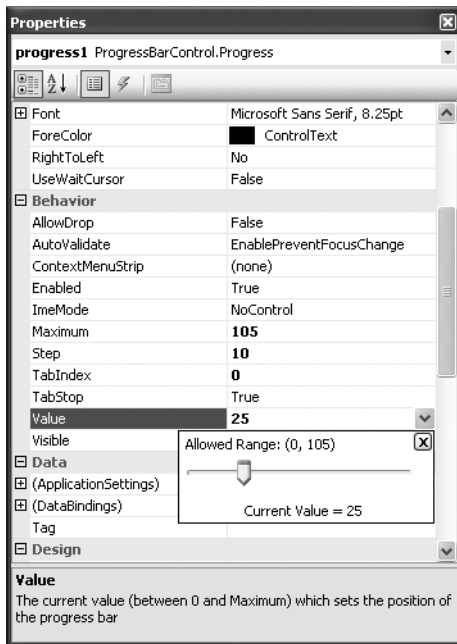 Properties
progress1 ProgressBarControl.Progress
Font Microsoft Sans Serif, 8.25pt
ForeColor ControlText
RightToLeft No
UseWaitCursor False
Behavior
AllowDrop False
AutoValidate EnablePreventFocusChange
ContextMenuStrip (none)
Enabled True
ImeMode NoControl
Maximum 105
Step 10
TabIndex 0
TabStop True
Value 25
Visible
Allowed Range: (0, 105)
Data
(ApplicationSettings)
(DataBindings)
Current Value = 25
Tag
Design
Value
The current value (between 0 and Maximum) which sets the position of
the progress bar